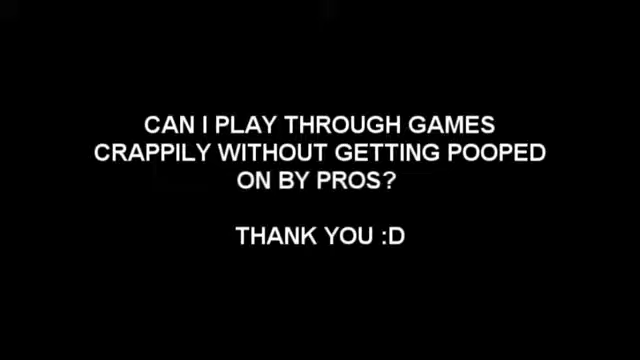 CAN I PLAY THROUGH GAMES
CRAPPILY WITHOUT GETTING POOPED
ON BY PROS?
THANK YOU :D